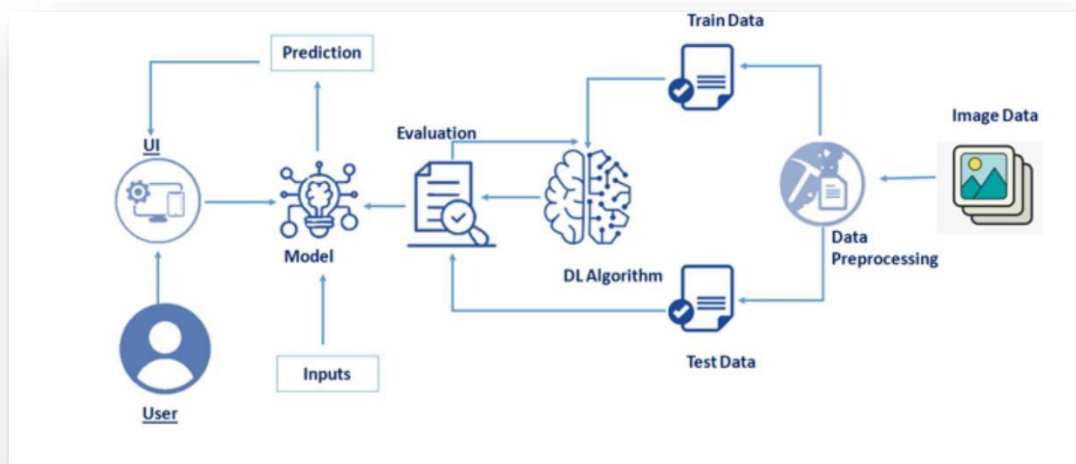 Train Data
Prediction
Image Data
Evaluation
UI
Model
Data
Preprocessing
DL Algorithm
Test Data
Inputs
User